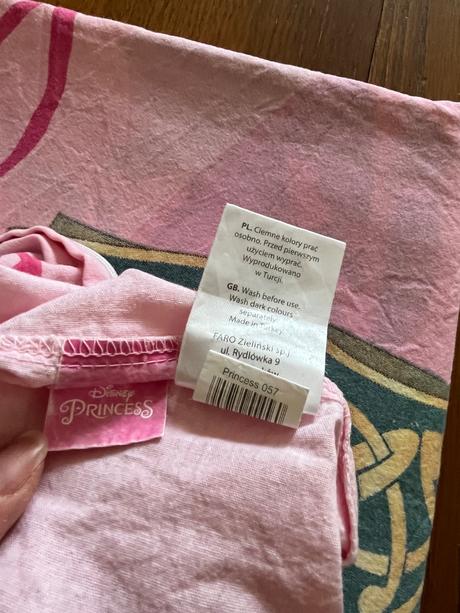 PL. Ciemne kolory prać
osobno. Przed pierwszym
użyciem wyprać.
Wyprodukowano
w Turcji.
GB. Wash before use.
Wash dark colours
separately.
Made in Turkey
FARO Zieliński sp.j
ul. Rydlówka 9
Princess 057
DISNEY
PRINCESS